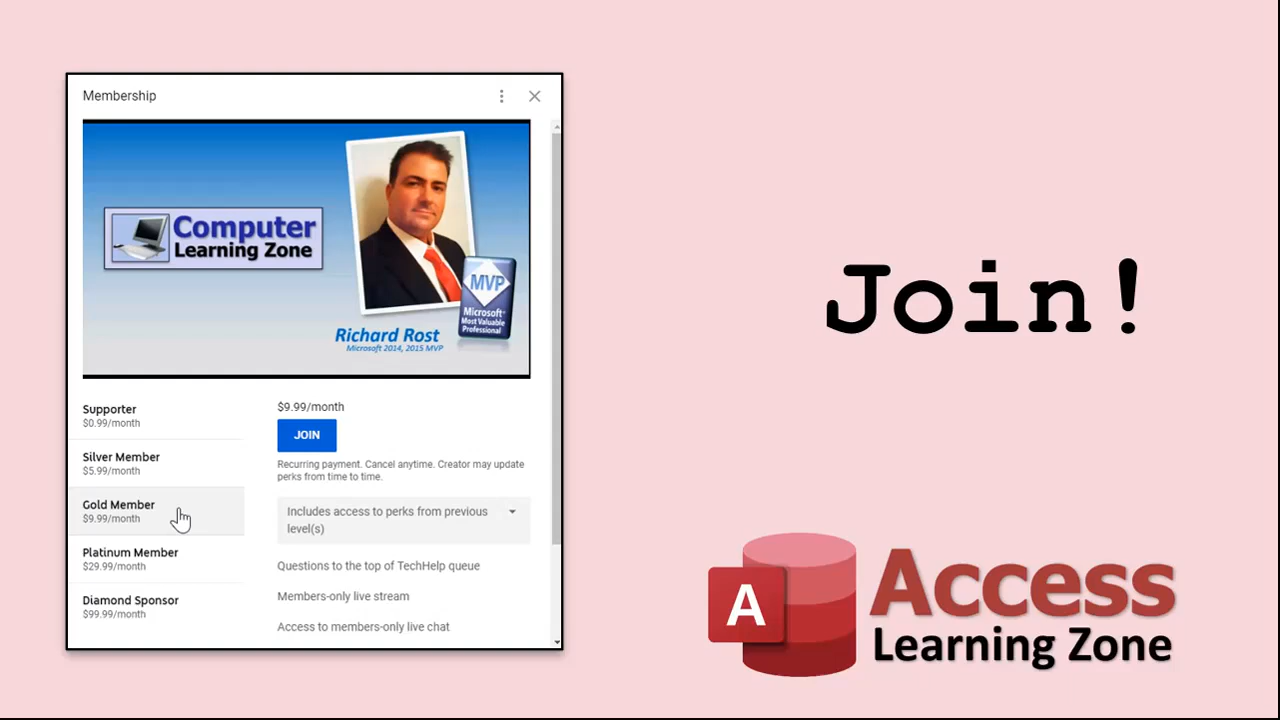 Membership
Computer
Learning Zone
MVP
Microsoft®
Most Valuable
Professional
Richard Rost
Microsoft 2014, 2015 MVP
Supporter
$0.99/month
Silver Member
$5.99/month
Gold Member
$9.99/month
Platinum Member
$29.99/month
Diamond Sponsor
$99.99/month
$9.99/month
JOIN
Recurring payment. Cancel anytime. Creator may update
perks from time to time.
Includes access to perks from previous
level(s)
Questions to the top of TechHelp queue
Members-only live stream
Access to members-only live chat
Join!
A
Access
Learning Zone